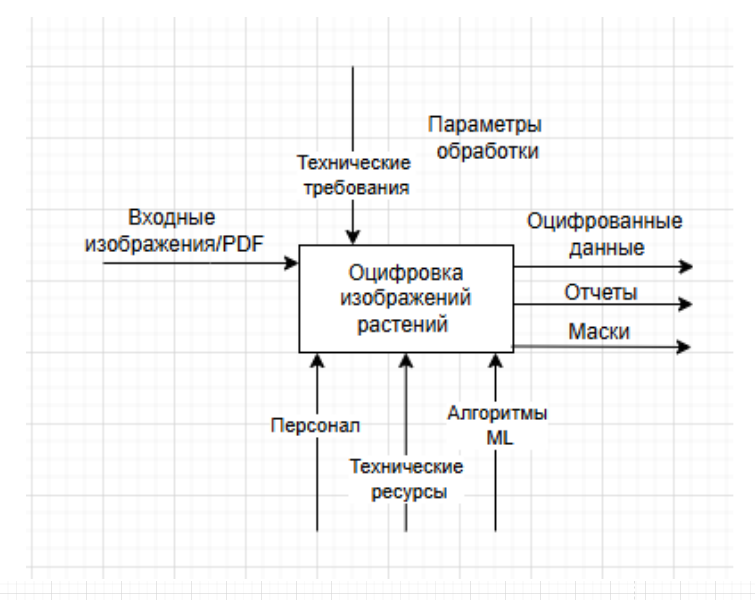 Параметры
обработки
Технические
требования
Входные
изображения/PDF
Оцифровка
изображений
растений
Оцифрованные
данные
Отчеты
Маски
Персонал
Алгоритмы
ML
Технические
ресурсы